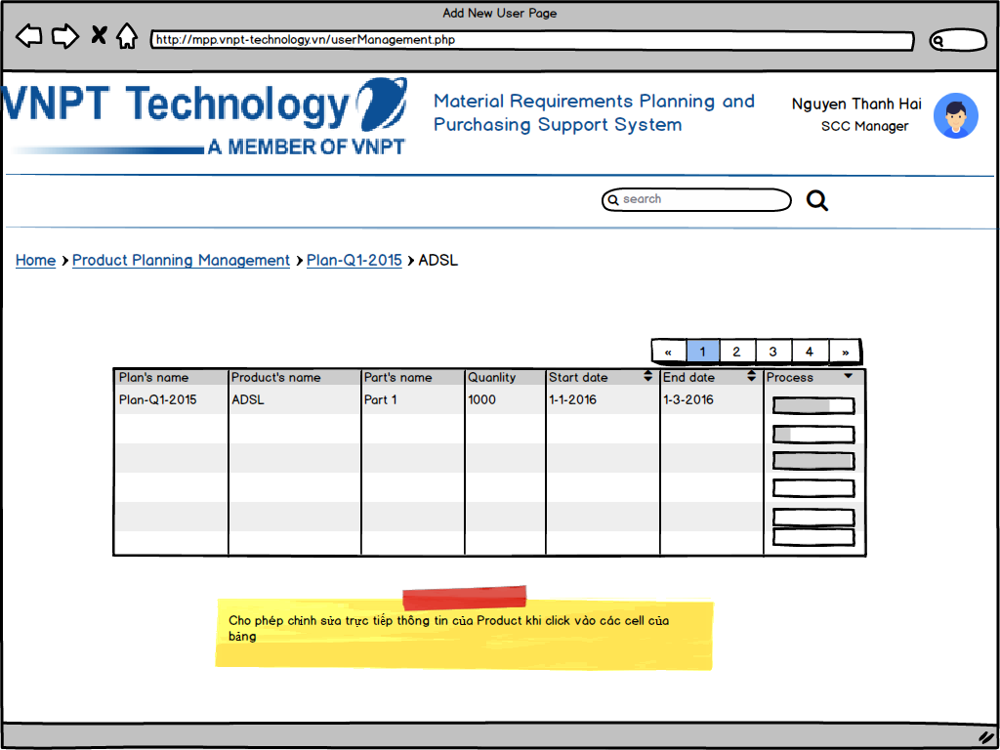 Add New User Page
http://mpp.vnpt-technology.vn/userManagement.php
VNPT Technology
A MEMBER OF VNPT
Material Requirements Planning and
Purchasing Support System
Nguyen Thanh Hai
SCC Manager
search
Home > Product Planning Management > Plan-Q1-2015 > ADSL
« 1 2 3 4 »
Plan's name Product's name Part's name Quanlity Start date End date Process
Plan-Q1-2015 ADSL Part 1 1000 1-1-2016 1-3-2016
Cho phép chỉnh sửa trực tiếp thông tin của Product khi click vào các cell của
bảng